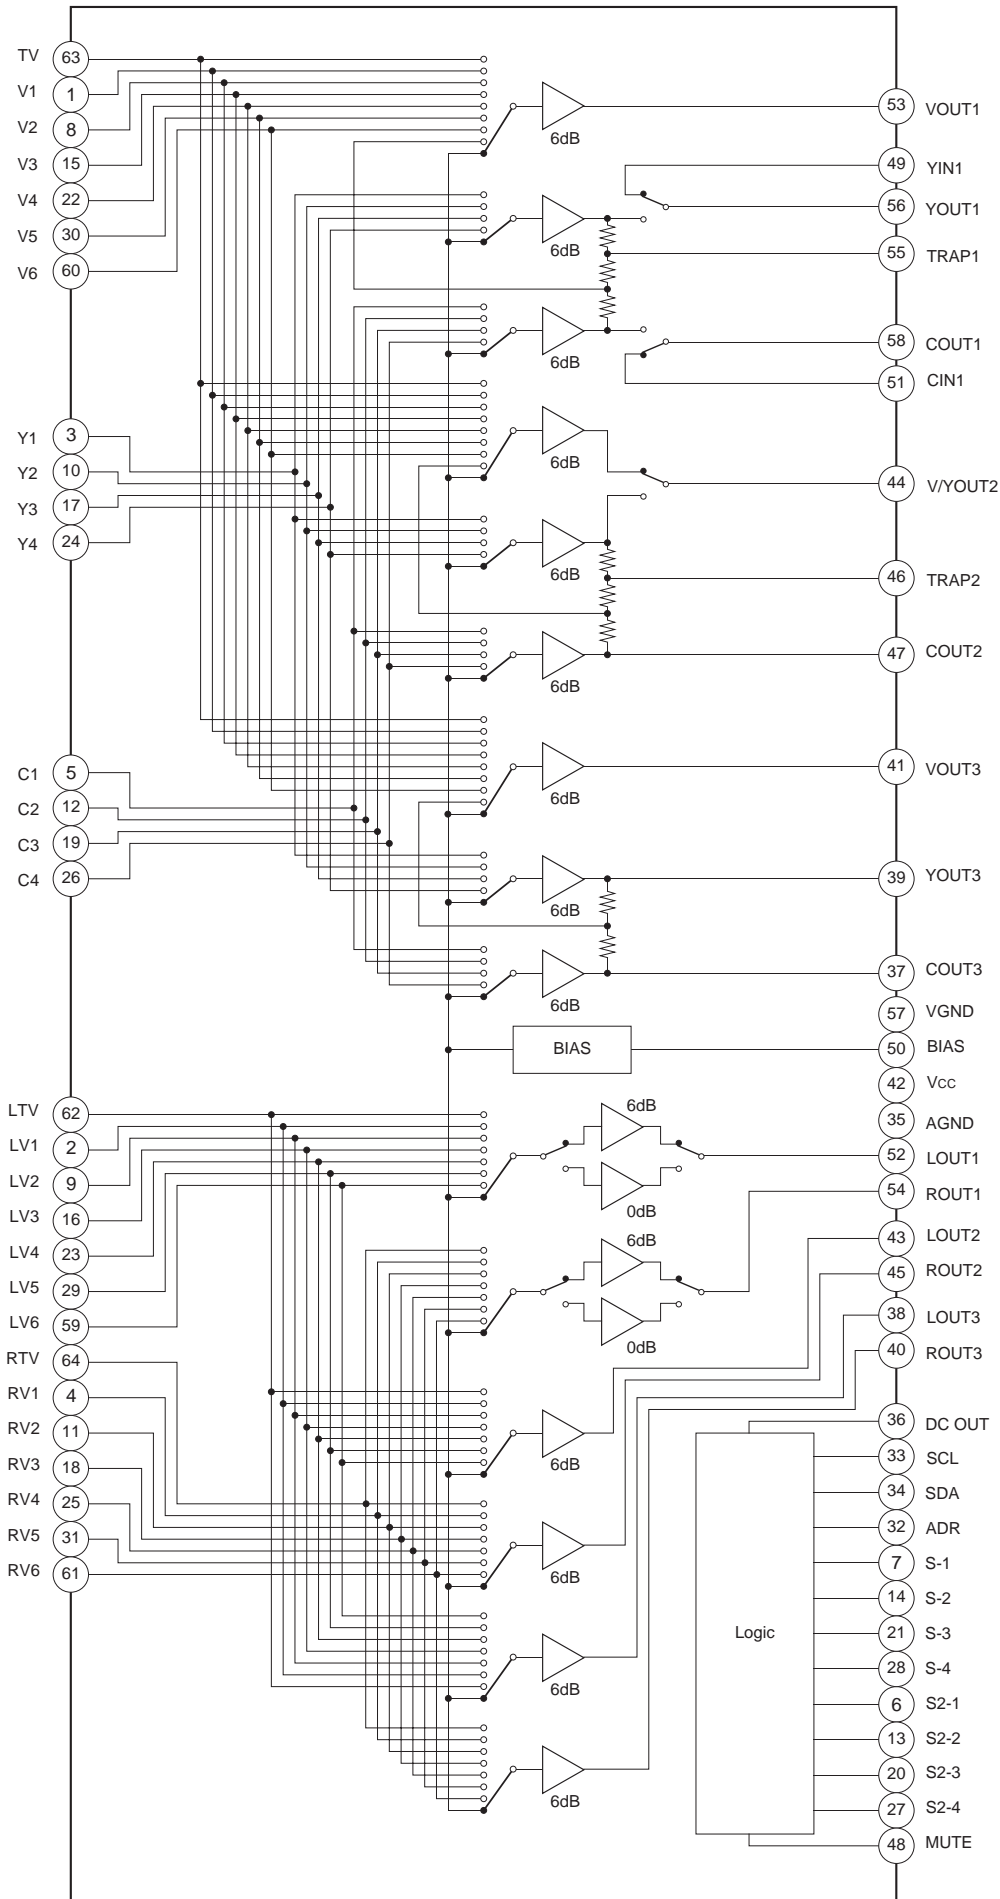 TV 63
V1 1
V2 8
V3 15
V4 22
V5 30
V6 60
Y1 3
Y2 10
Y3 17
Y4 24
C1 5
C2 12
C3 19
C4 26
LTV 62
LV1 2
LV2 9
LV3 16
LV4 23
LV5 29
LV6 59
RTV 64
RV1 4
RV2 11
RV3 18
RV4 25
RV5 31
RV6 61
6dB
6dB
6dB
6dB
6dB
6dB
6dB
6dB
6dB
BIAS
6dB
0dB
6dB
0dB
6dB
6dB
6dB
6dB
Logic
53 VOUT1
49 YIN1
56 YOUT1
55 TRAP1
58 COUT1
51 CIN1
44 V/YOUT2
46 TRAP2
47 COUT2
41 VOUT3
39 YOUT3
37 COUT3
57 VGND
50 BIAS
42 VCC
35 AGND
52 LOUT1
54 ROUT1
43 LOUT2
45 ROUT2
38 LOUT3
40 ROUT3
36 DC OUT
33 SCL
34 SDA
32 ADR
7 S-1
14 S-2
21 S-3
28 S-4
6 S2-1
13 S2-2
20 S2-3
27 S2-4
48 MUTE